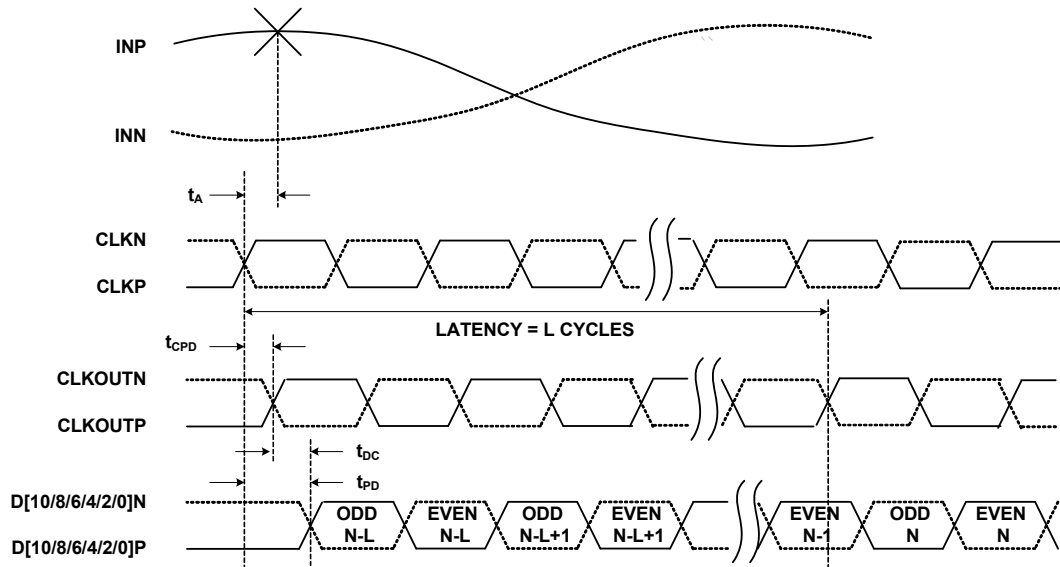 INP
INN
tA
CLKN
CLKP
LATENCY = L CYCLES
tCPD
CLKOUTN
CLKOUTP
tDC
tPD
D[10/8/6/4/2/0]N
D[10/8/6/4/2/0]P
ODD EVEN ODD EVEN EVEN ODD EVEN
N-L N-L N-L+1 N-L+1 N-1 N N